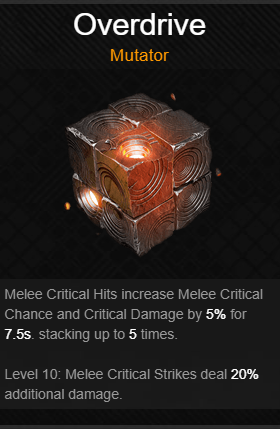 Overdrive
Mutator
Melee Critical Hits increase Melee Critical
Chance and Critical Damage by 5% for
7.5s. stacking up to 5 times.
Level 10: Melee Critical Strikes deal 20%
additional damage.